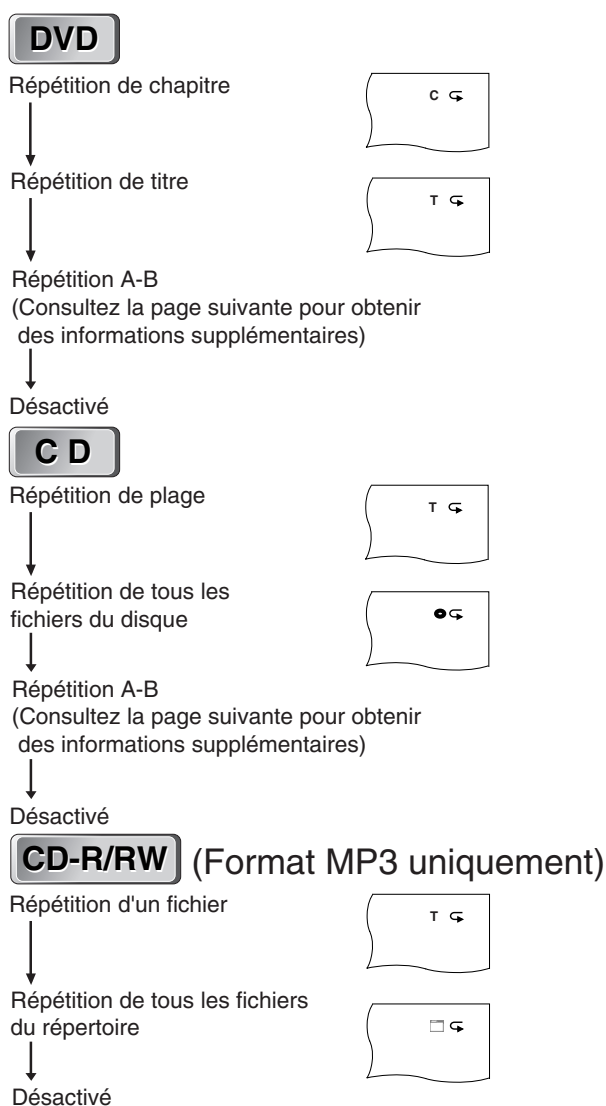 DVD
Répétition de chapitre
C
Répétition de titre
T
Répétition A-B
(Consultez la page suivante pour obtenir
des informations supplémentaires)
Désactivé
C D
Répétition de plage
T
Répétition de tous les
fichiers du disque
Répétition A-B
(Consultez la page suivante pour obtenir
des informations supplémentaires)
Désactivé
CD-R/RW (Format MP3 uniquement)
Répétition d'un fichier
T
Répétition de tous les fichiers
du répertoire
Désactivé